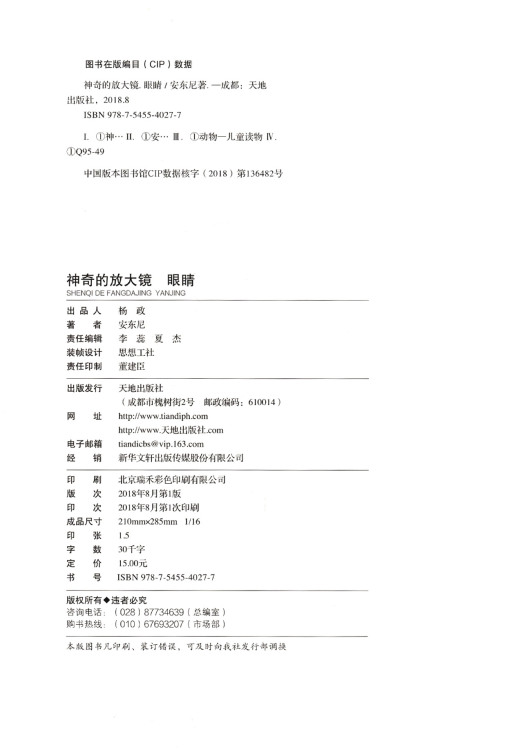 图书在版编目（CIP）数据
神奇的放大镜. 眼睛 / 安东尼著. —成都：天地
出版社，2018.8
ISBN 978-7-5455-4027-7
Ⅰ. ①神… Ⅱ. ①安… Ⅲ. ①动物—儿童读物 Ⅳ.
①Q95-49
中国版本图书馆CIP数据核字（2018）第136482号
神奇的放大镜 眼睛
SHENQI DE FANGDAJING YANJING
出品人 杨 政
著者 安东尼
责任编辑 李 蕊 夏 杰
装帧设计 思想工社
责任印制 董建臣
出版发行 天地出版社
（成都市槐树街2号 邮政编码：610014）
网址 http://www.tiandiph.com
http://www.天地出版社.com
电子邮箱 tiandicbs@vip.163.com
经销 新华文轩出版传媒股份有限公司
印刷 北京瑞禾彩色印刷有限公司
版次 2018年8月第1版
印次 2018年8月第1次印刷
成品尺寸 210mm×285mm 1/16
印张 1.5
字数 30千字
定价 15.00元
书号 ISBN 978-7-5455-4027-7
版权所有◆违者必究
咨询电话：（028）87734639（总编室）
购书热线：（010）67693207（市场部）
本版图书凡印刷、装订错误，可及时向我社发行部调换